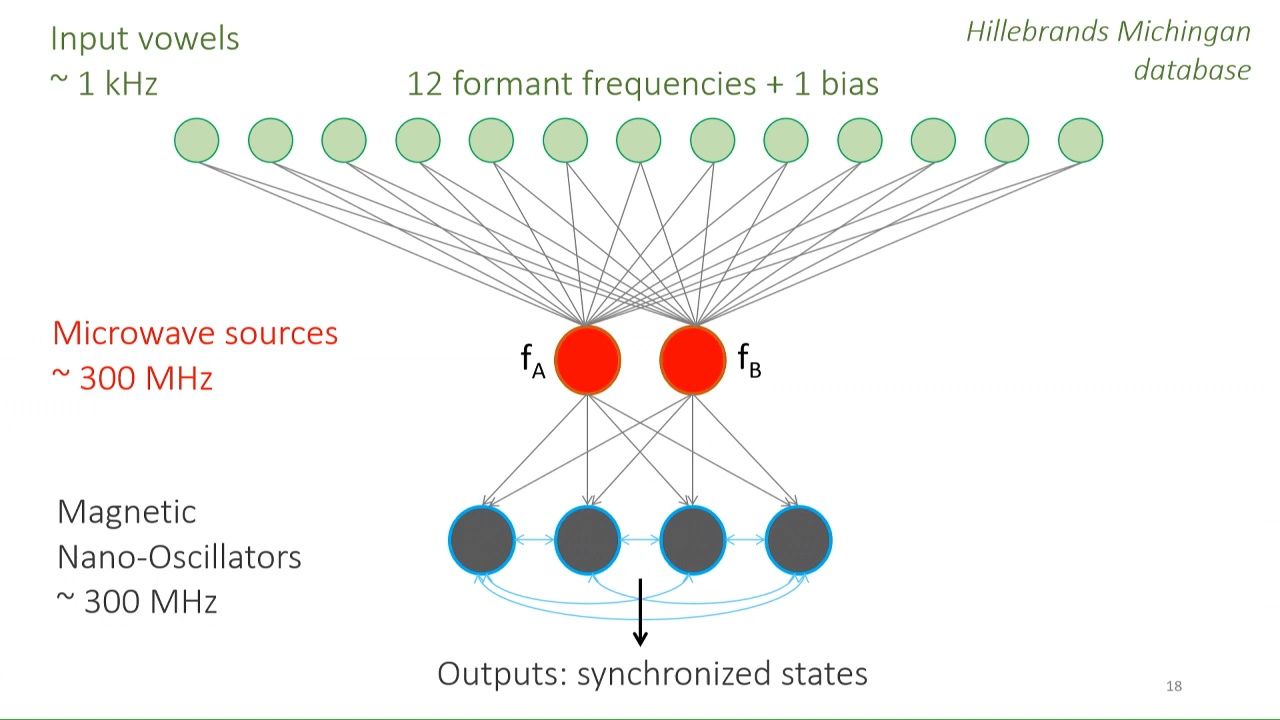 Input vowels
~ 1 kHz
Hillebrands Michingan
database
12 formant frequencies + 1 bias
Microwave sources
~ 300 MHz
fA
fB
Magnetic
Nano-Oscillators
~ 300 MHz
Outputs: synchronized states
18